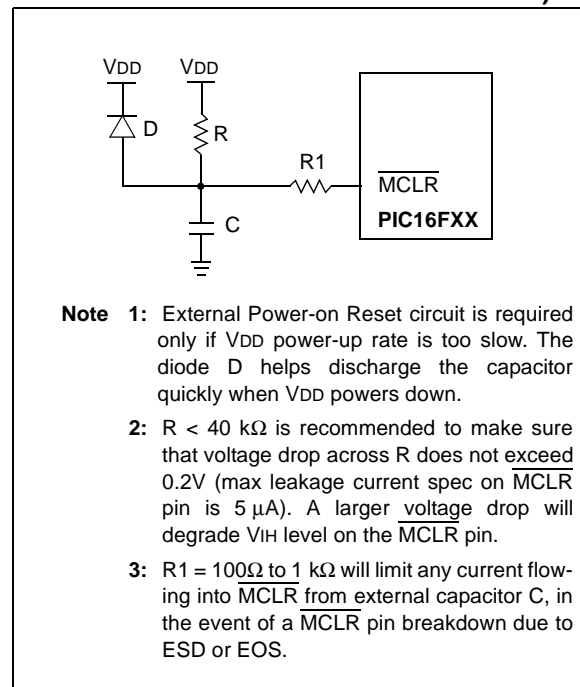 VDD VDD
D
R
R1
MCLR
PIC16FXX
C
Note 1: External Power-on Reset circuit is required
only if VDD power-up rate is too slow. The
diode D helps discharge the capacitor
quickly when VDD powers down.
2: R < 40 kΩ is recommended to make sure
that voltage drop across R does not exceed
0.2V (max leakage current spec on MCLR
pin is 5 μA). A larger voltage drop will
degrade VIH level on the MCLR pin.
3: R1 = 100Ω to 1 kΩ will limit any current flow-
ing into MCLR from external capacitor C, in
the event of a MCLR pin breakdown due to
ESD or EOS.